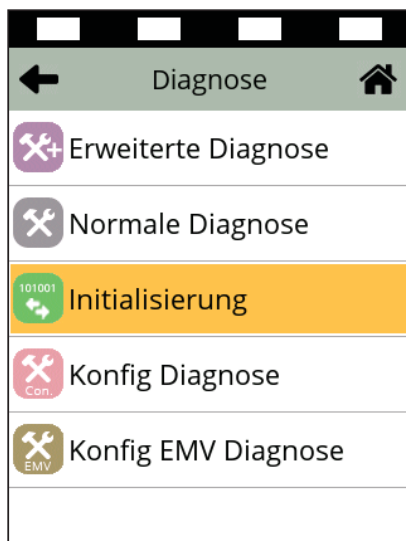 Diagnose
Erweiterte Diagnose
Normale Diagnose
101001
Initialisierung
Konfig Diagnose
Con.
Konfig EMV Diagnose
EMV